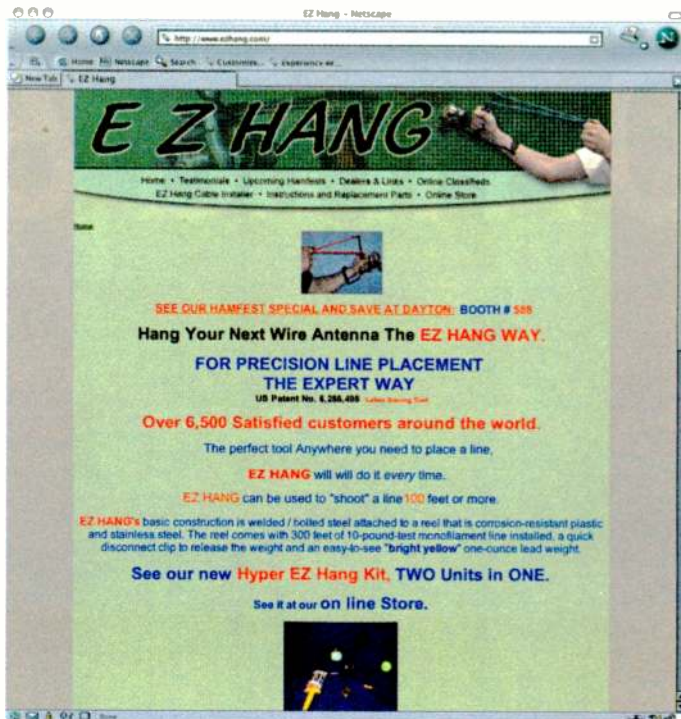 EZ Hang - Netscape
http://www.ezhang.com/
Home Netscape Search Customize...
New Tab EZ Hang
EZ HANG
Home • Testimonials • Upcoming Hamfests • Dealers & Links • Online Classifieds
EZ Hang Cable Installer • Instructions and Replacement Parts • Online Store
Home
SEE OUR HAMFEST SPECIAL AND SAVE AT DAYTON: BOOTH #
Hang Your Next Wire Antenna The EZ HANG WAY.
FOR PRECISION LINE PLACEMENT
THE EXPERT WAY
US Patent No.
Over 6,500 Satisfied customers around the world.
The perfect tool Anywhere you need to place a line,
EZ HANG will will do it every time.
EZ HANG can be used to "shoot" a line 100 feet or more.
EZ HANG's basic construction is welded / bolted steel attached to a reel that is corrosion-resistant plastic
and stainless steel. The reel comes with 300 feet of 10-pound-test monofilament line installed, a quick
disconnect clip to release the weight and an easy-to-see "bright yellow" one-ounce lead weight.
See our new Hyper EZ Hang Kit, TWO Units in ONE.
See it at our on line Store.